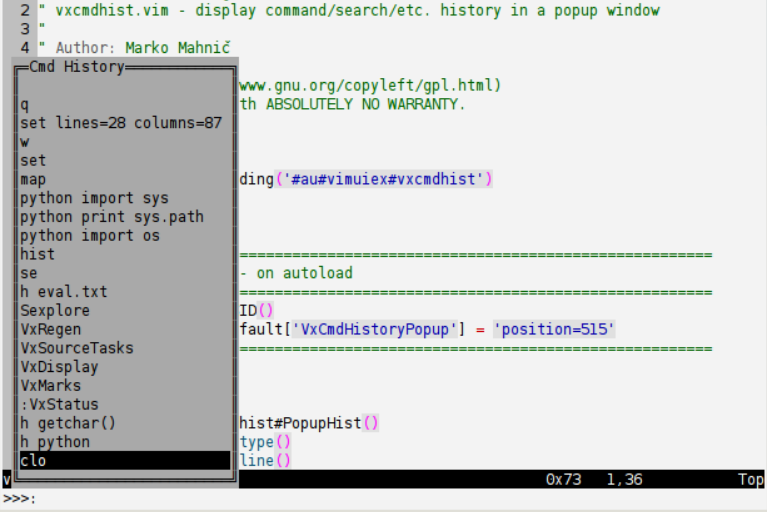 2 " vxcmdhist.vim - display command/search/etc. history in a popup window
3 "
4 " Author: Marko Mahnič
Cmd History
www.gnu.org/copyleft/gpl.html)
q th ABSOLUTELY NO WARRANTY.
set lines=28 columns=87
w
set
map ding('#au#vimuiex#vxcmdhist')
python import sys
python print sys.path
python import os
hist =====================================================
se - on autoload
h eval.txt =====================================================
Sexplore ID()
VxRegen fault['VxCmdHistoryPopup'] = 'position=515'
VxSourceTasks =====================================================
VxDisplay
VxMarks
:VxStatus
h getchar() hist#PopupHist()
h python type()
clo line()
v 0x73 1,36 Top
>>>: